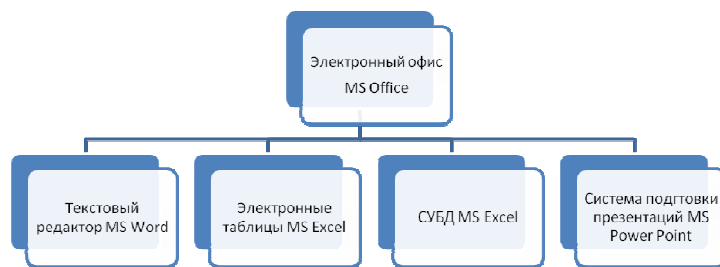 Электронный офис
MS Office
Текстовый
редактор MS Word
Электронные
таблицы MS Excel
СУБД MS Excel
Система подгтовки
презентаций MS
Power Point